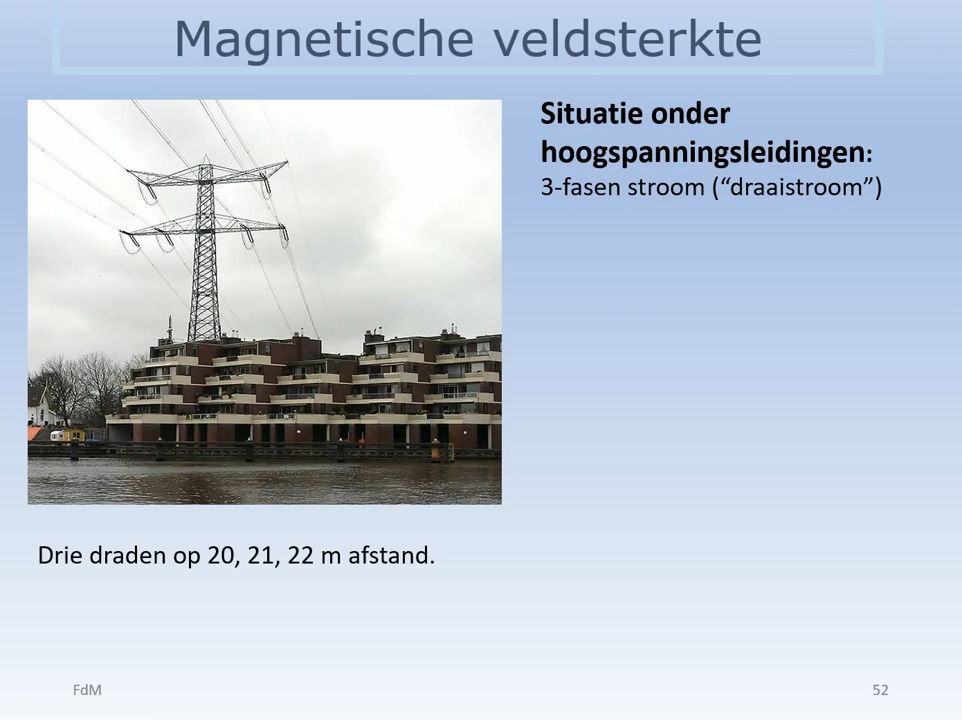 Magnetische veldsterkte
Situatie onder
hoogspanningsleidingen:
3-fasen stroom (“draaistroom”)
Drie draden op 20, 21, 22 m afstand.
FdM
52